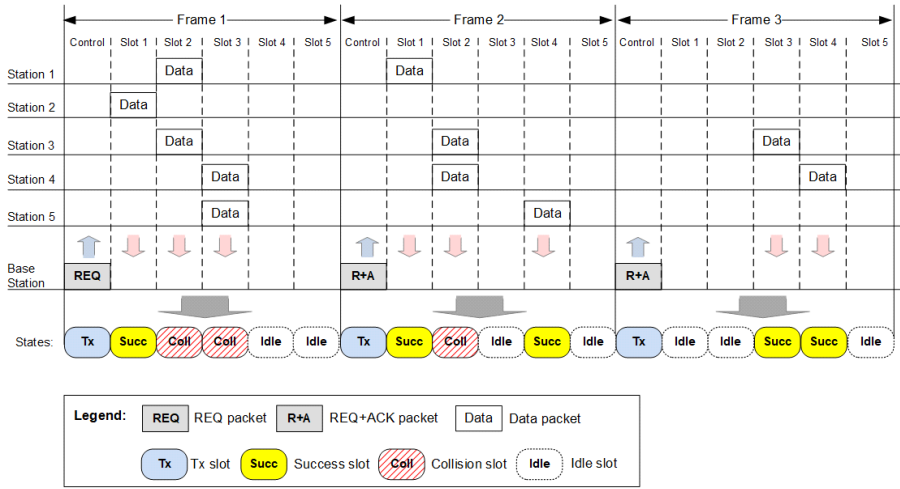 Frame 1 Frame 2 Frame 3
Control Slot 1 Slot 2 Slot 3 Slot 4 Slot 5 Control Slot 1 Slot 2 Slot 3 Slot 4 Slot 5 Control Slot 1 Slot 2 Slot 3 Slot 4 Slot 5
Station 1 Data Data
Station 2 Data
Station 3 Data Data Data
Station 4 Data Data Data
Station 5 Data Data
Base
Station REQ R+A R+A
States: Tx Succ Coll Coll Idle Idle Tx Succ Coll Idle Succ Idle Tx Idle Idle Succ Succ Idle
Legend: REQ REQ packet R+A REQ+ACK packet Data Data packet
Tx Tx slot Succ Success slot Coll Collision slot Idle Idle slot